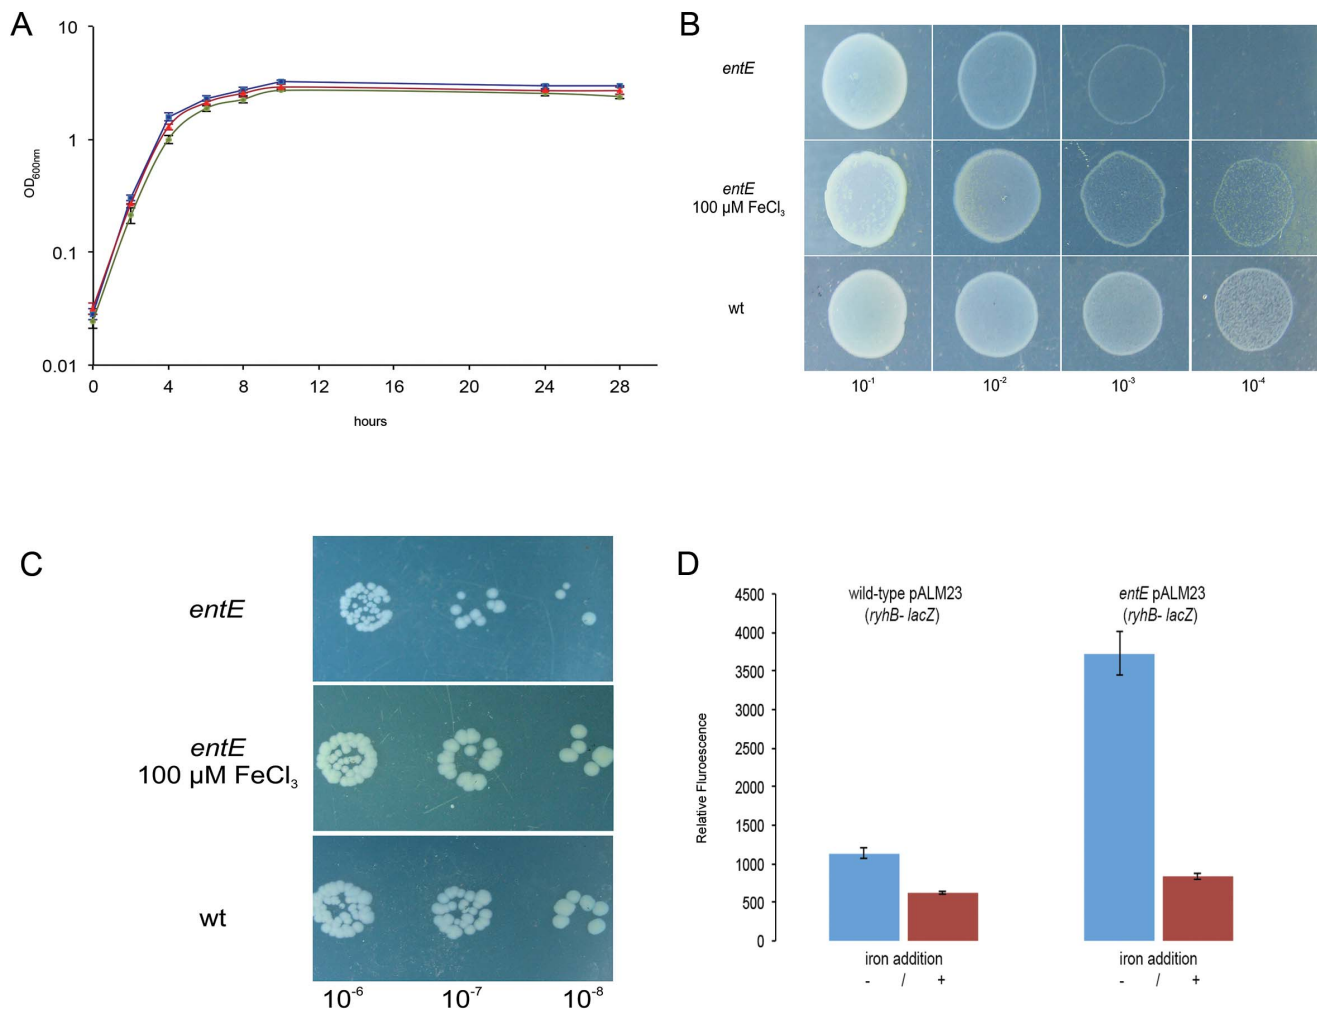 A
10
1
0.1
0.01
OD600nm
0 4 8 12 16 20 24 28
hours
B
entE
entE
100 µM FeCl3
wt
10-1 10-2 10-3 10-4
C
entE
entE
100 µM FeCl3
wt
10-6 10-7 10-8
D
4500
4000
3500
3000
2500
2000
1500
1000
500
0
Relative Fluroescence
wild-type pALM23
(ryhB- lacZ)
entE pALM23
(ryhB- lacZ)
iron addition
- / +
iron addition
- / +